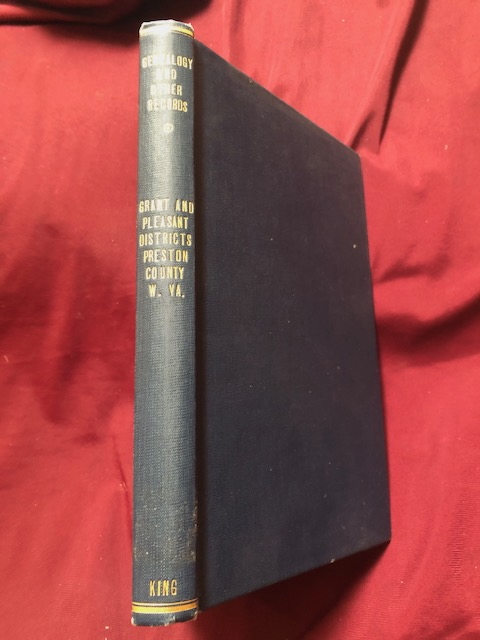 GENEALOGY
AND
OTHER
RECORDS
GRANT AND
PLEASANT
DISTRICTS
PRESTON
COUNTY
W. VA.
KING